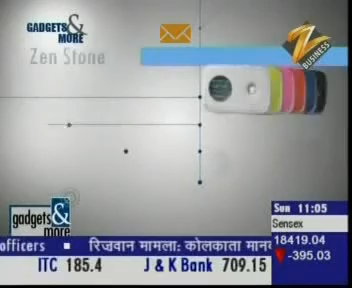 GADGETS & MORE
Zen Stone
Z BUSINESS
gadgets & more
Sun 11:05
Sensex
18419.04
-395.03
officers ■ रिज़वान मामला: कोलकाता मान
ITC 185.4 J & K Bank 709.15